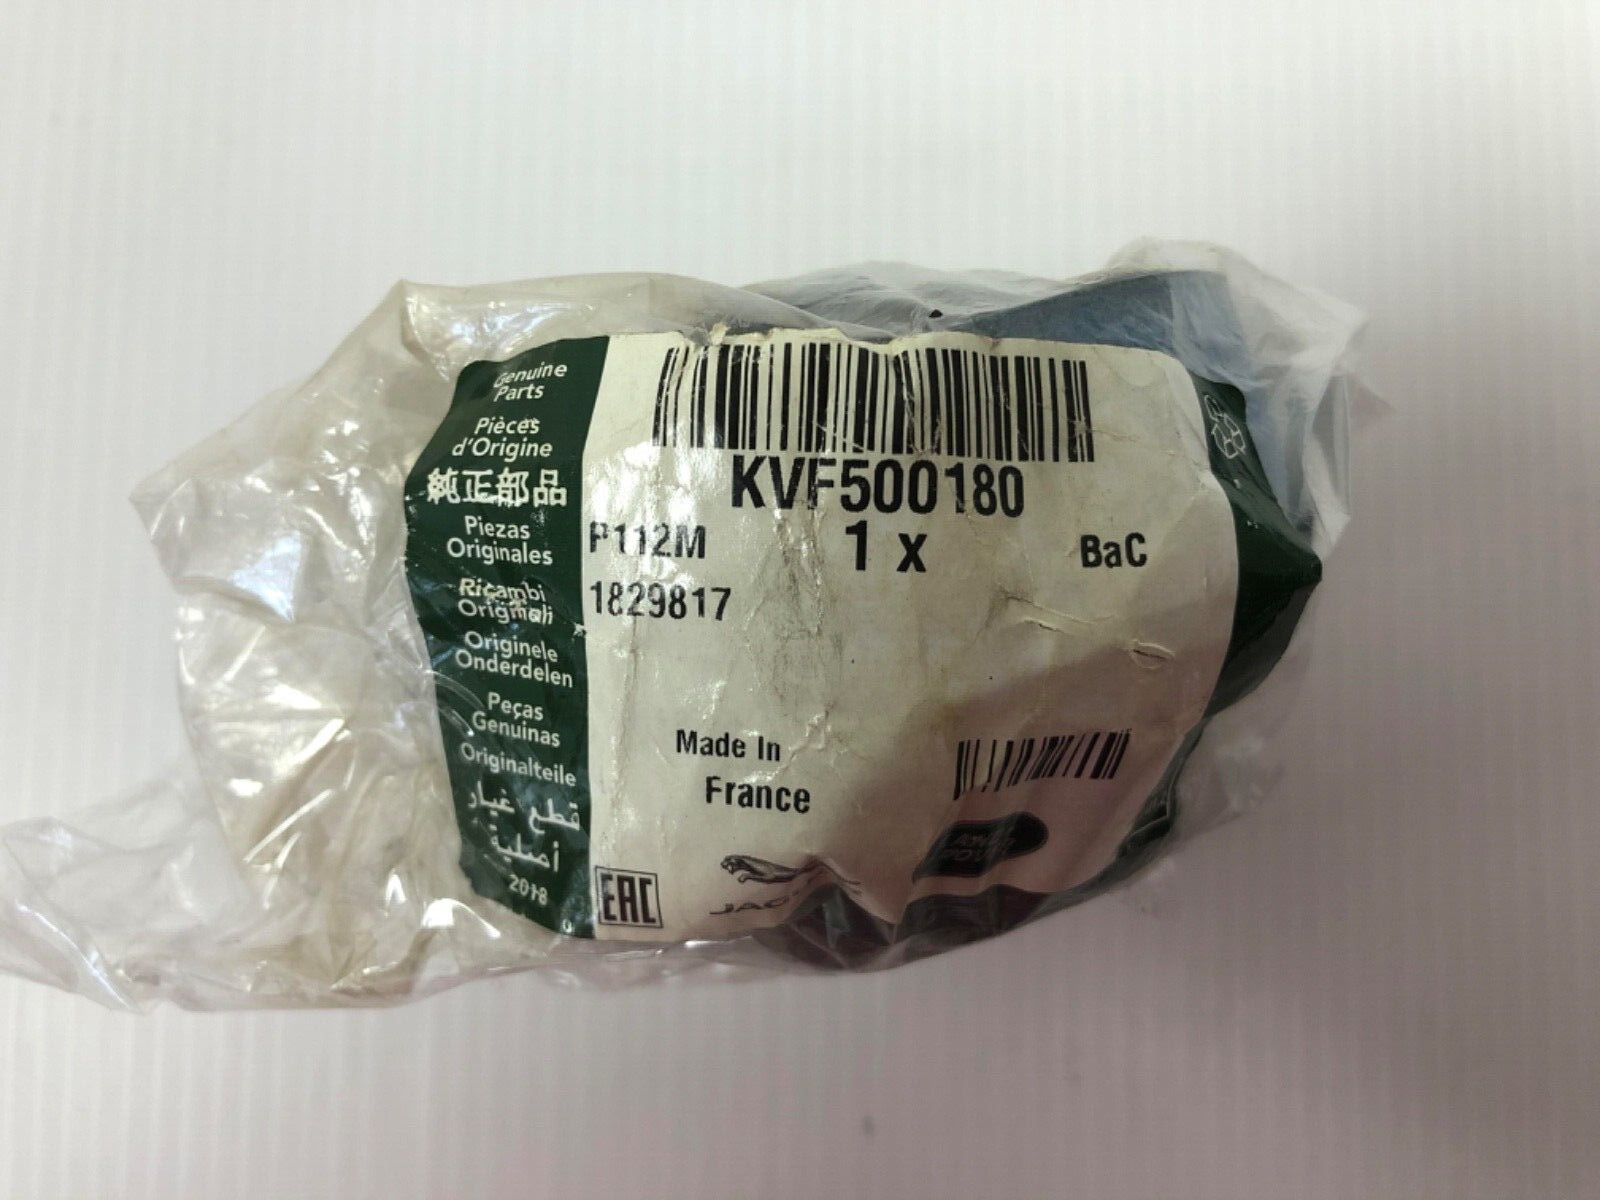 Genuine
Parts
Pièces
d'Origine
純正部品
Piezas
Originales
Ricambi
Originali
Originele
Onderdelen
Peças
Genuinas
Originalteile
قطع غيار
أصلية
2018
KVF500180
P112M 1 x BaC
1829817
Made In
France
EAC